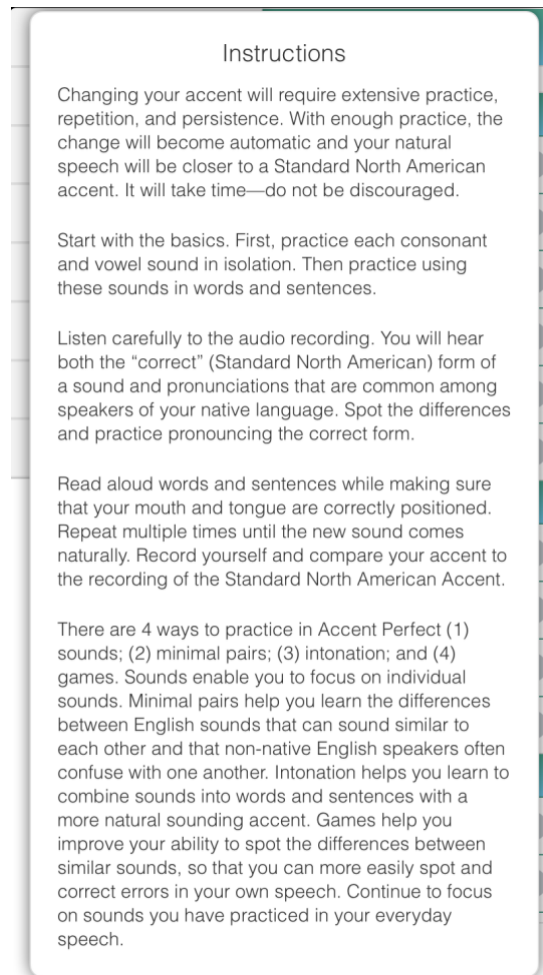 Instructions
Changing your accent will require extensive practice,
repetition, and persistence. With enough practice, the
change will become automatic and your natural
speech will be closer to a Standard North American
accent. It will take time—do not be discouraged.
Start with the basics. First, practice each consonant
and vowel sound in isolation. Then practice using
these sounds in words and sentences.
Listen carefully to the audio recording. You will hear
both the “correct” (Standard North American) form of
a sound and pronunciations that are common among
speakers of your native language. Spot the differences
and practice pronouncing the correct form.
Read aloud words and sentences while making sure
that your mouth and tongue are correctly positioned.
Repeat multiple times until the new sound comes
naturally. Record yourself and compare your accent to
the recording of the Standard North American Accent.
There are 4 ways to practice in Accent Perfect (1)
sounds; (2) minimal pairs; (3) intonation; and (4)
games. Sounds enable you to focus on individual
sounds. Minimal pairs help you learn the differences
between English sounds that can sound similar to
each other and that non-native English speakers often
confuse with one another. Intonation helps you learn to
combine sounds into words and sentences with a
more natural sounding accent. Games help you
improve your ability to spot the differences between
similar sounds, so that you can more easily spot and
correct errors in your own speech. Continue to focus
on sounds you have practiced in your everyday
speech.